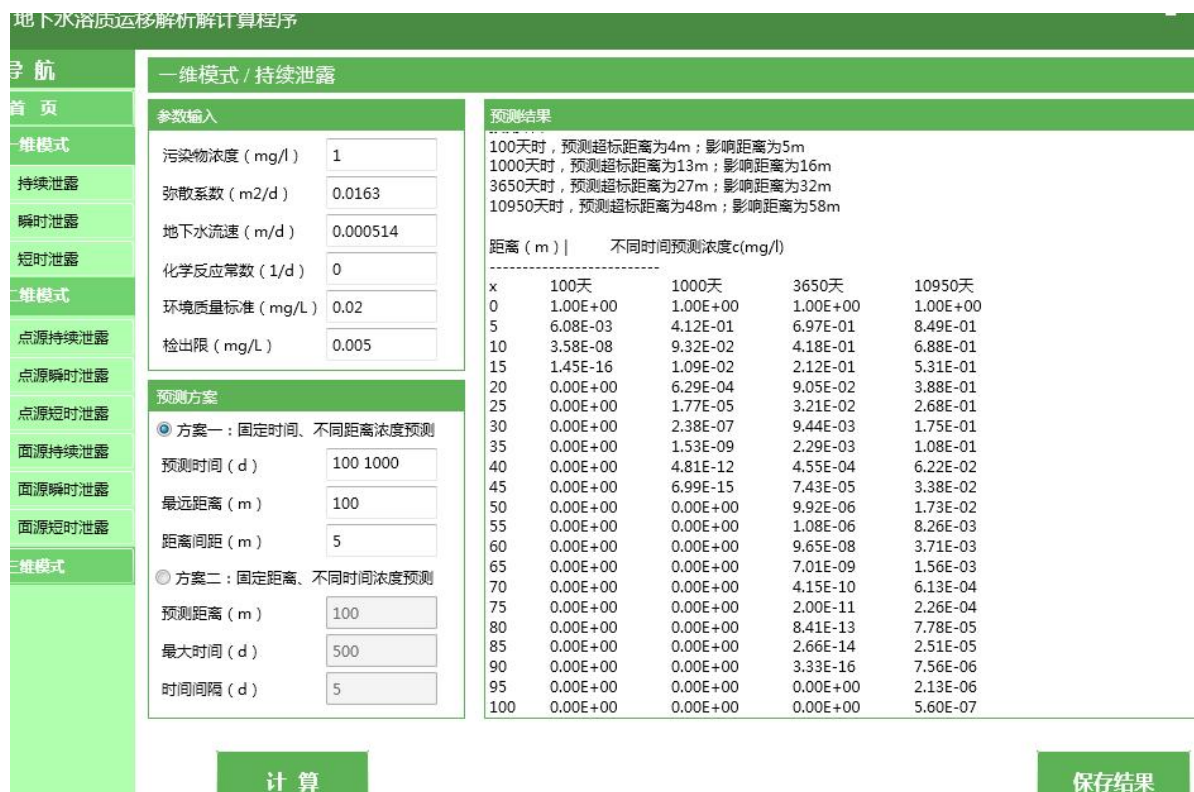 地下水溶质运移解析解计算程序
导 航
首 页
一维模式
持续泄露
瞬时泄露
短时泄露
二维模式
点源持续泄露
点源瞬时泄露
点源短时泄露
面源持续泄露
面源瞬时泄露
面源短时泄露
三维模式
一维模式 / 持续泄露
参数输入
污染物浓度（mg/l） 1
弥散系数（m2/d） 0.0163
地下水流速（m/d） 0.000514
化学反应常数（1/d） 0
环境质量标准（mg/L） 0.02
检出限（mg/L） 0.005
预测方案
方案一：固定时间、不同距离浓度预测
预测时间（d） 100 1000
最远距离（m） 100
距离间距（m） 5
方案二：固定距离、不同时间浓度预测
预测距离（m） 100
最大时间（d） 500
时间间隔（d） 5
计 算
预测结果
100天时，预测超标距离为4m；影响距离为5m
1000天时，预测超标距离为13m；影响距离为16m
3650天时，预测超标距离为27m；影响距离为32m
10950天时，预测超标距离为48m；影响距离为58m
距离（m）| 不同时间预测浓度c(mg/l)
--------------------------
x 100天 1000天 3650天 10950天
0 1.00E+00 1.00E+00 1.00E+00 1.00E+00
5 6.08E-03 4.12E-01 6.97E-01 8.49E-01
10 3.58E-08 9.32E-02 4.18E-01 6.88E-01
15 1.45E-16 1.09E-02 2.12E-01 5.31E-01
20 0.00E+00 6.29E-04 9.05E-02 3.88E-01
25 0.00E+00 1.77E-05 3.21E-02 2.68E-01
30 0.00E+00 2.38E-07 9.44E-03 1.75E-01
35 0.00E+00 1.53E-09 2.29E-03 1.08E-01
40 0.00E+00 4.81E-12 4.55E-04 6.22E-02
45 0.00E+00 6.99E-15 7.43E-05 3.38E-02
50 0.00E+00 0.00E+00 9.92E-06 1.73E-02
55 0.00E+00 0.00E+00 1.08E-06 8.26E-03
60 0.00E+00 0.00E+00 9.65E-08 3.71E-03
65 0.00E+00 0.00E+00 7.01E-09 1.56E-03
70 0.00E+00 0.00E+00 4.15E-10 6.13E-04
75 0.00E+00 0.00E+00 2.00E-11 2.26E-04
80 0.00E+00 0.00E+00 8.41E-13 7.78E-05
85 0.00E+00 0.00E+00 2.66E-14 2.51E-05
90 0.00E+00 0.00E+00 3.33E-16 7.56E-06
95 0.00E+00 0.00E+00 0.00E+00 2.13E-06
100 0.00E+00 0.00E+00 0.00E+00 5.60E-07
保存结果